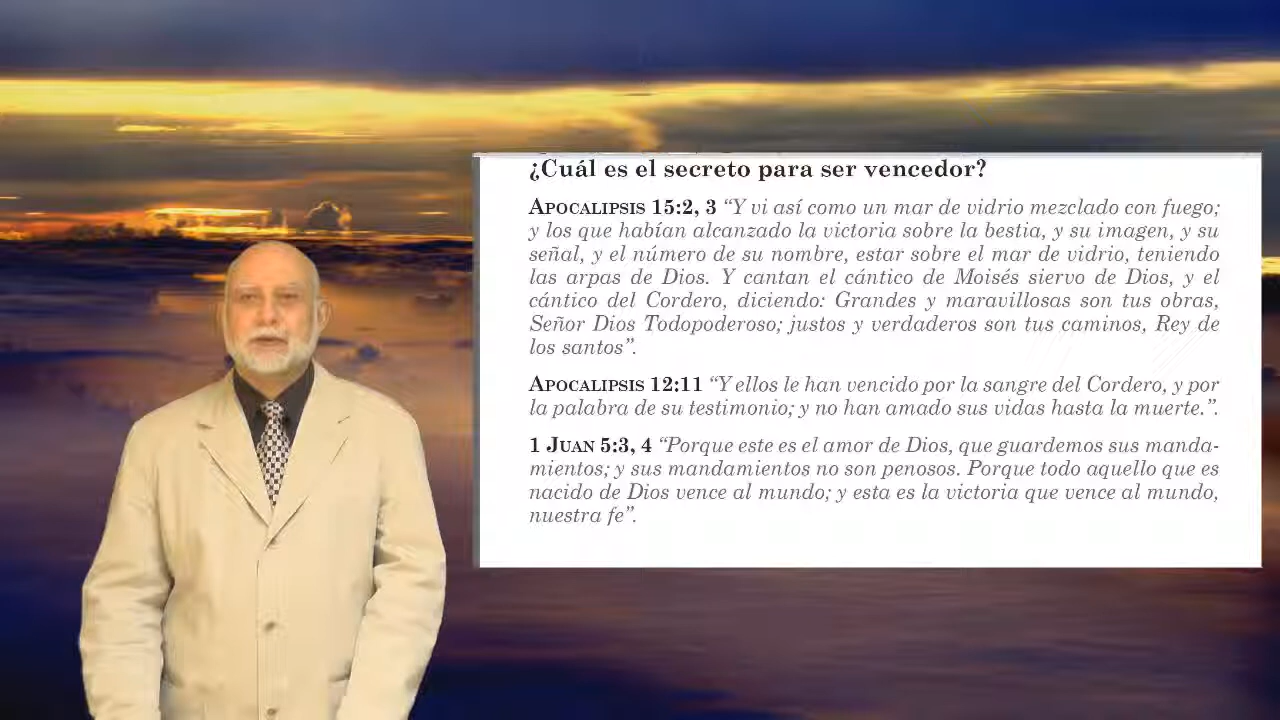 ¿Cuál es el secreto para ser vencedor?
Apocalipsis 15:2, 3 “Y vi así como un mar de vidrio mezclado con fuego;
y los que habían alcanzado la victoria sobre la bestia, y su imagen, y su
señal, y el número de su nombre, estar sobre el mar de vidrio, teniendo
las arpas de Dios. Y cantan el cántico de Moisés siervo de Dios, y el
cántico del Cordero, diciendo: Grandes y maravillosas son tus obras,
Señor Dios Todopoderoso; justos y verdaderos son tus caminos, Rey de
los santos”.
Apocalipsis 12:11 “Y ellos le han vencido por la sangre del Cordero, y por
la palabra de su testimonio; y no han amado sus vidas hasta la muerte.”.
1 Juan 5:3, 4 “Porque este es el amor de Dios, que guardemos sus manda-
mientos; y sus mandamientos no son penosos. Porque todo aquello que es
nacido de Dios vence al mundo; y esta es la victoria que vence al mundo,
nuestra fe”.